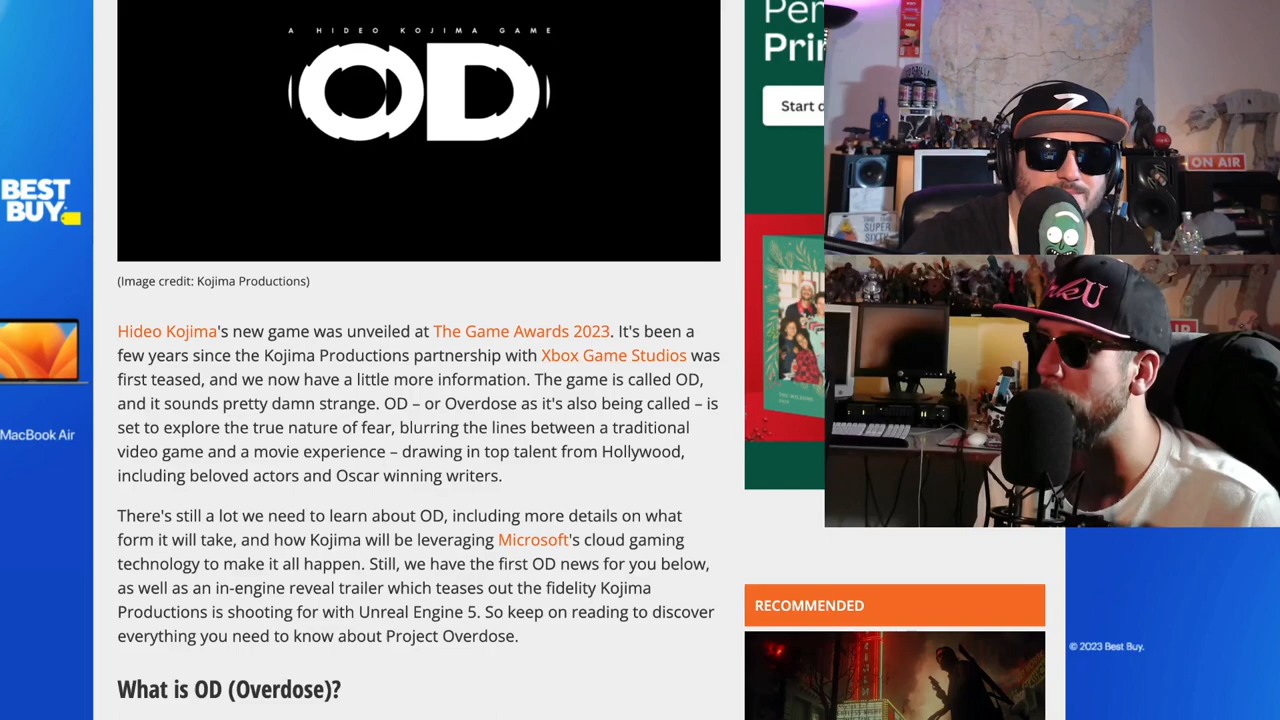 A HIDEO KOJIMA GAME
OD
(Image credit: Kojima Productions)
Hideo Kojima's new game was unveiled at The Game Awards 2023. It's been a
few years since the Kojima Productions partnership with Xbox Game Studios was
first teased, and we now have a little more information. The game is called OD,
and it sounds pretty damn strange. OD – or Overdose as it's also being called – is
set to explore the true nature of fear, blurring the lines between a traditional
video game and a movie experience – drawing in top talent from Hollywood,
including beloved actors and Oscar winning writers.
There's still a lot we need to learn about OD, including more details on what
form it will take, and how Kojima will be leveraging Microsoft's cloud gaming
technology to make it all happen. Still, we have the first OD news for you below,
as well as an in-engine reveal trailer which teases out the fidelity Kojima
Productions is shooting for with Unreal Engine 5. So keep on reading to discover
everything you need to know about Project Overdose.
What is OD (Overdose)?
BEST
BUY
MacBook Air
Per
Prin
Start
ON AIR
SUPER
SIXTY
RECOMMENDED
© 2023 Best Buy.